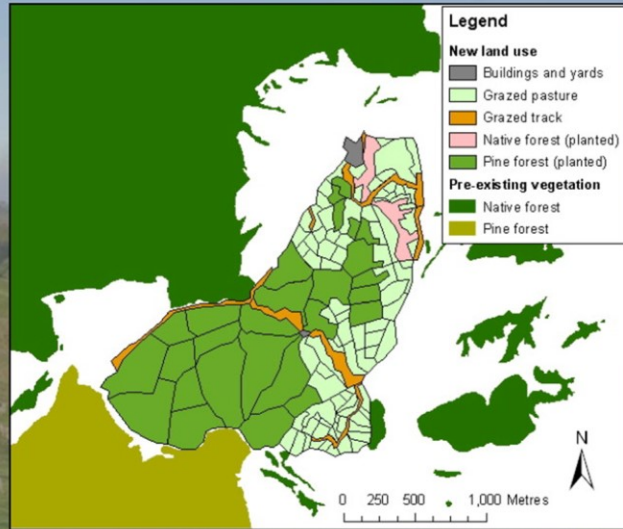 Legend
New land use
Buildings and yards
Grazed pasture
Grazed track
Native forest (planted)
Pine forest (planted)
Pre-existing vegetation
Native forest
Pine forest
N
0 250 500 1,000 Metres